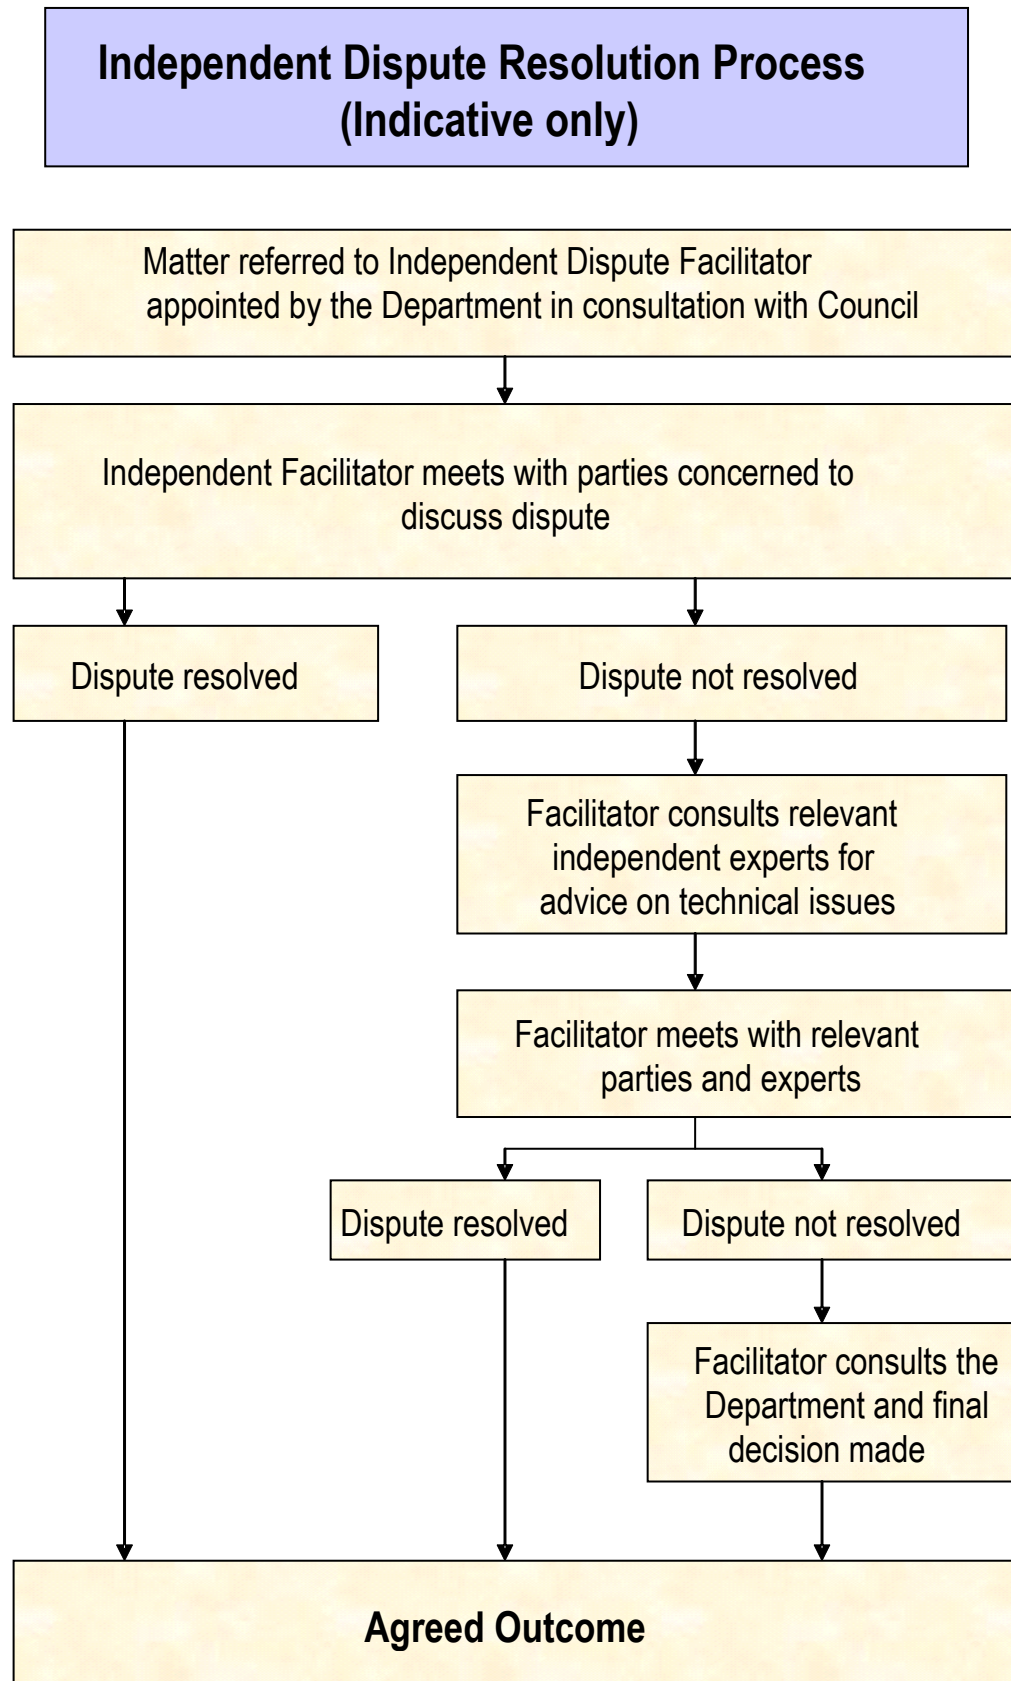 Independent Dispute Resolution Process
(Indicative only)
Matter referred to Independent Dispute Facilitator
appointed by the Department in consultation with Council
Independent Facilitator meets with parties concerned to
discuss dispute
Dispute resolved
Dispute not resolved
Facilitator consults relevant
independent experts for
advice on technical issues
Facilitator meets with relevant
parties and experts
Dispute resolved
Dispute not resolved
Facilitator consults the
Department and final
decision made
Agreed Outcome